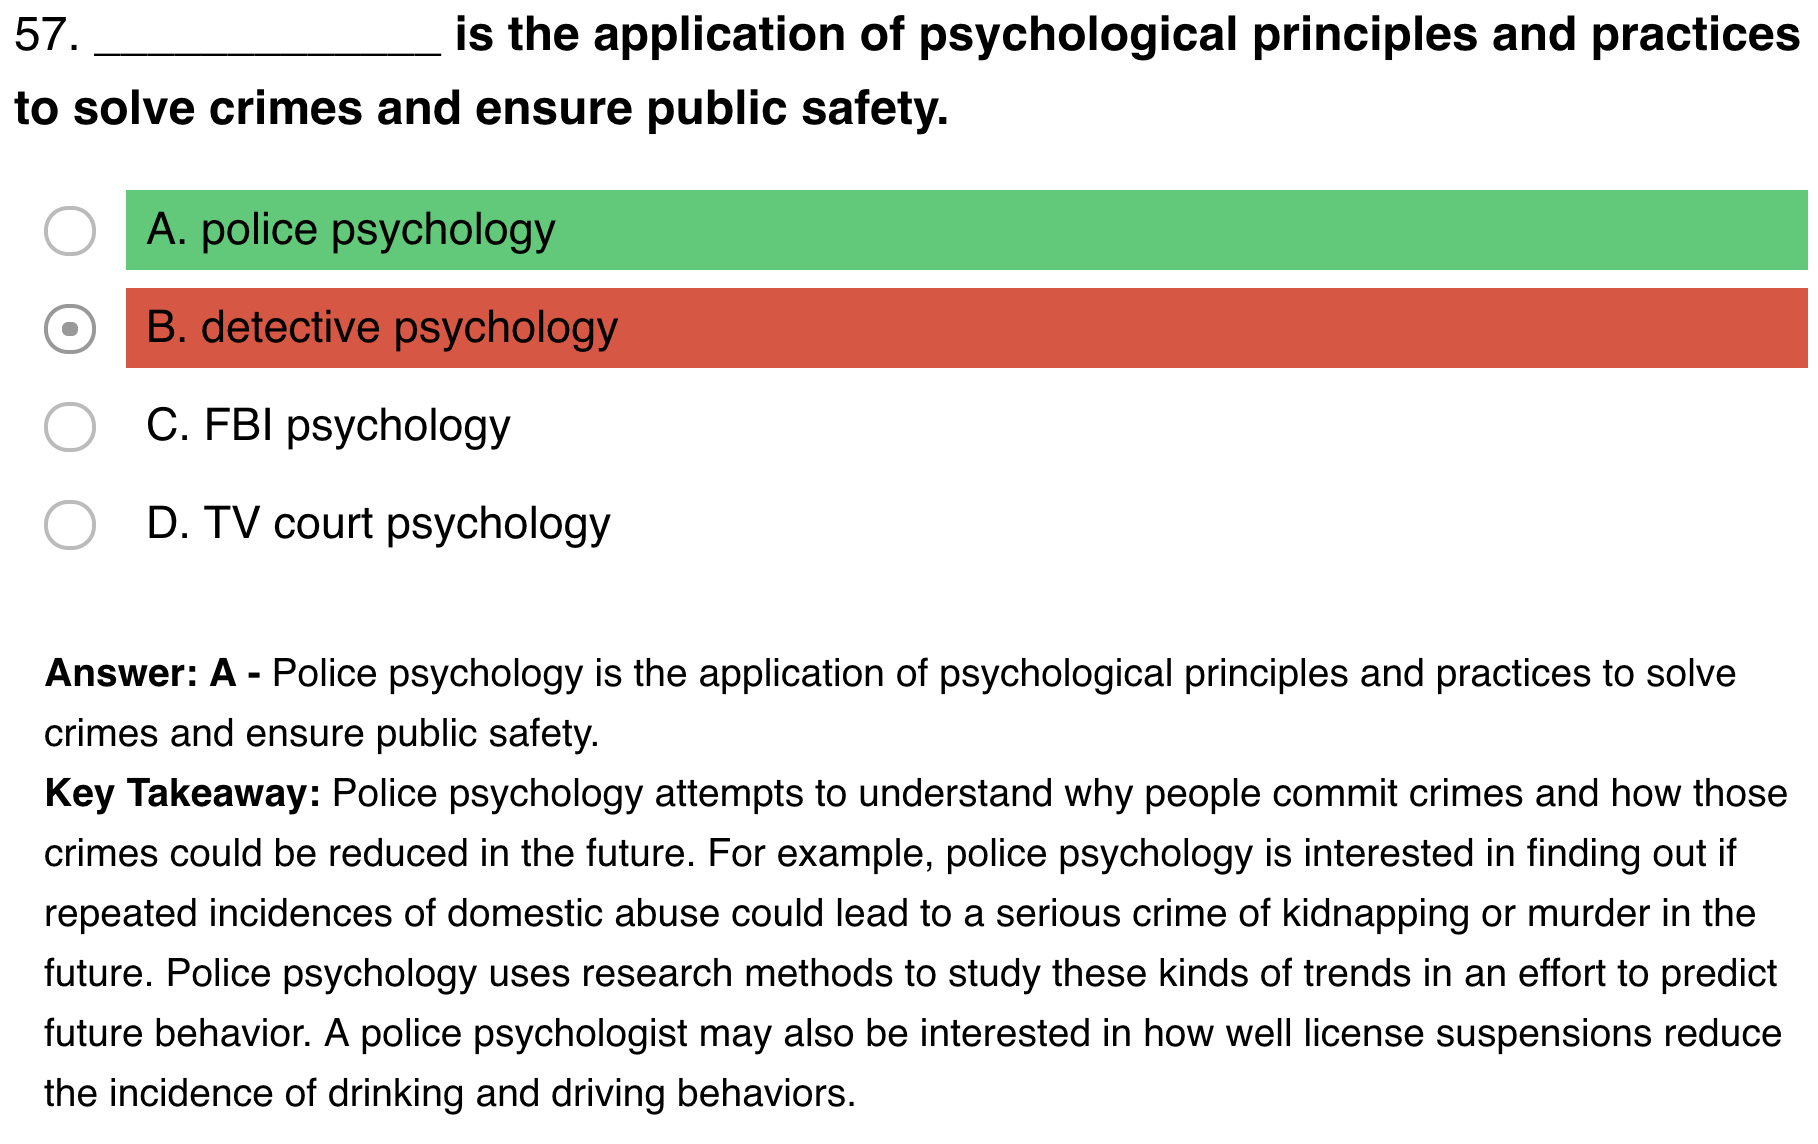 57. _____________ is the application of psychological principles and practices
to solve crimes and ensure public safety.
A. police psychology
B. detective psychology
C. FBI psychology
D. TV court psychology
Answer: A - Police psychology is the application of psychological principles and practices to solve
crimes and ensure public safety.
Key Takeaway: Police psychology attempts to understand why people commit crimes and how those
crimes could be reduced in the future. For example, police psychology is interested in finding out if
repeated incidences of domestic abuse could lead to a serious crime of kidnapping or murder in the
future. Police psychology uses research methods to study these kinds of trends in an effort to predict
future behavior. A police psychologist may also be interested in how well license suspensions reduce
the incidence of drinking and driving behaviors.